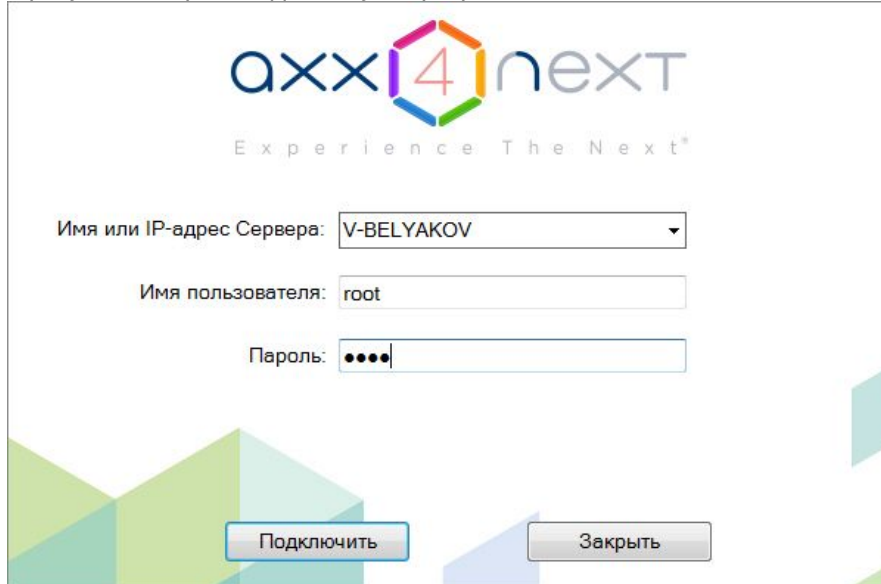 axx4next
Experience The Next®
Имя или IP-адрес Сервера: V-BELYAKOV
Имя пользователя: root
Пароль: ●●●●
Подключить Закрыть